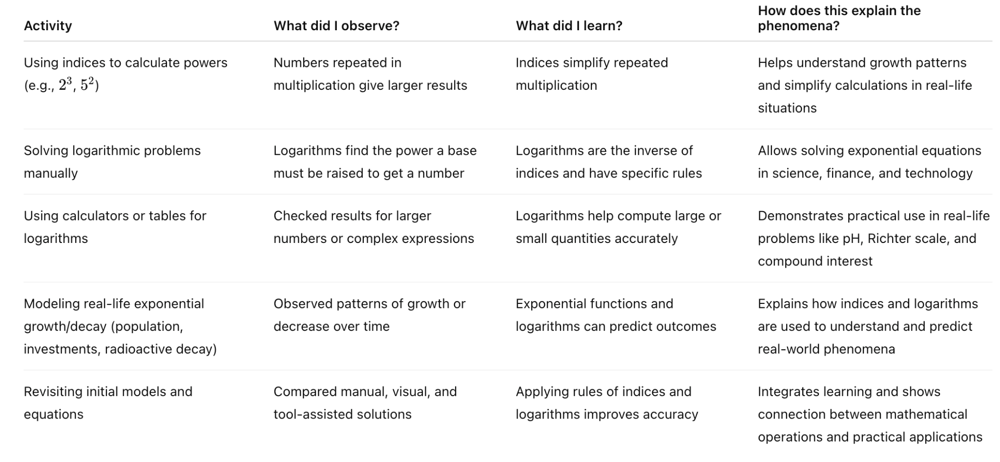 Activity
What did I observe?
What did I learn?
How does this explain the
phenomena?
Using indices to calculate powers
(e.g., 2³, 5²)
Numbers repeated in
multiplication give larger results
Indices simplify repeated
multiplication
Helps understand growth patterns
and simplify calculations in real-life
situations
Solving logarithmic problems
manually
Logarithms find the power a base
must be raised to get a number
Logarithms are the inverse of
indices and have specific rules
Allows solving exponential equations
in science, finance, and technology
Using calculators or tables for
logarithms
Checked results for larger
numbers or complex expressions
Logarithms help compute large or
small quantities accurately
Demonstrates practical use in real-life
problems like pH, Richter scale, and
compound interest
Modeling real-life exponential
growth/decay (population,
investments, radioactive decay)
Observed patterns of growth or
decrease over time
Exponential functions and
logarithms can predict outcomes
Explains how indices and logarithms
are used to understand and predict
real-world phenomena
Revisiting initial models and
equations
Compared manual, visual, and
tool-assisted solutions
Applying rules of indices and
logarithms improves accuracy
Integrates learning and shows
connection between mathematical
operations and practical applications